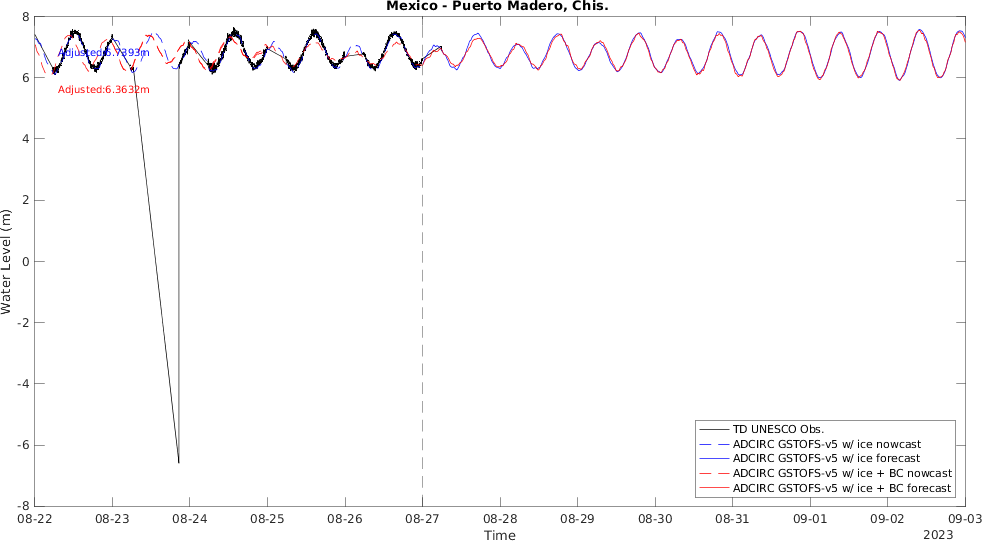 Mexico - Puerto Madero, Chis.
8
6
4
2
0
-2
-4
-6
-8
Water Level (m)
Adjusted:6.7393m
Adjusted:6.3632m
TD UNESCO Obs.
ADCIRC GSTOFS-v5 w/ ice nowcast
ADCIRC GSTOFS-v5 w/ ice forecast
ADCIRC GSTOFS-v5 w/ ice + BC nowcast
ADCIRC GSTOFS-v5 w/ ice + BC forecast
08-22 08-23 08-24 08-25 08-26 08-27 08-28 08-29 08-30 08-31 09-01 09-02 09-03
Time
2023